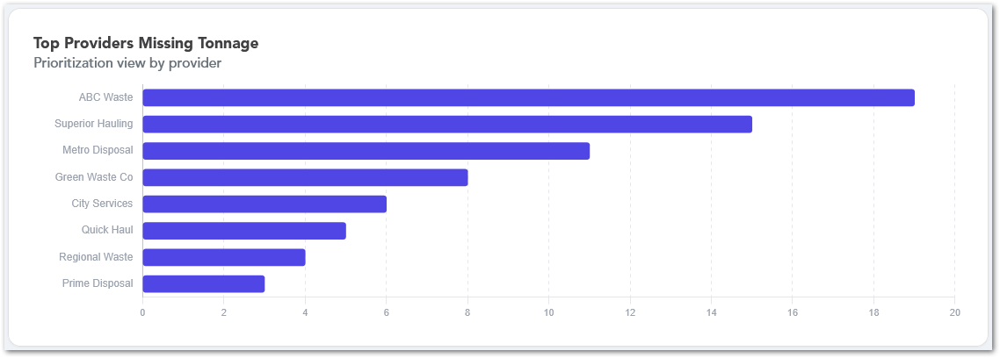 Top Providers Missing Tonnage
Prioritization view by provider
ABC Waste
Superior Hauling
Metro Disposal
Green Waste Co
City Services
Quick Haul
Regional Waste
Prime Disposal
0 2 4 6 8 10 12 14 16 18 20